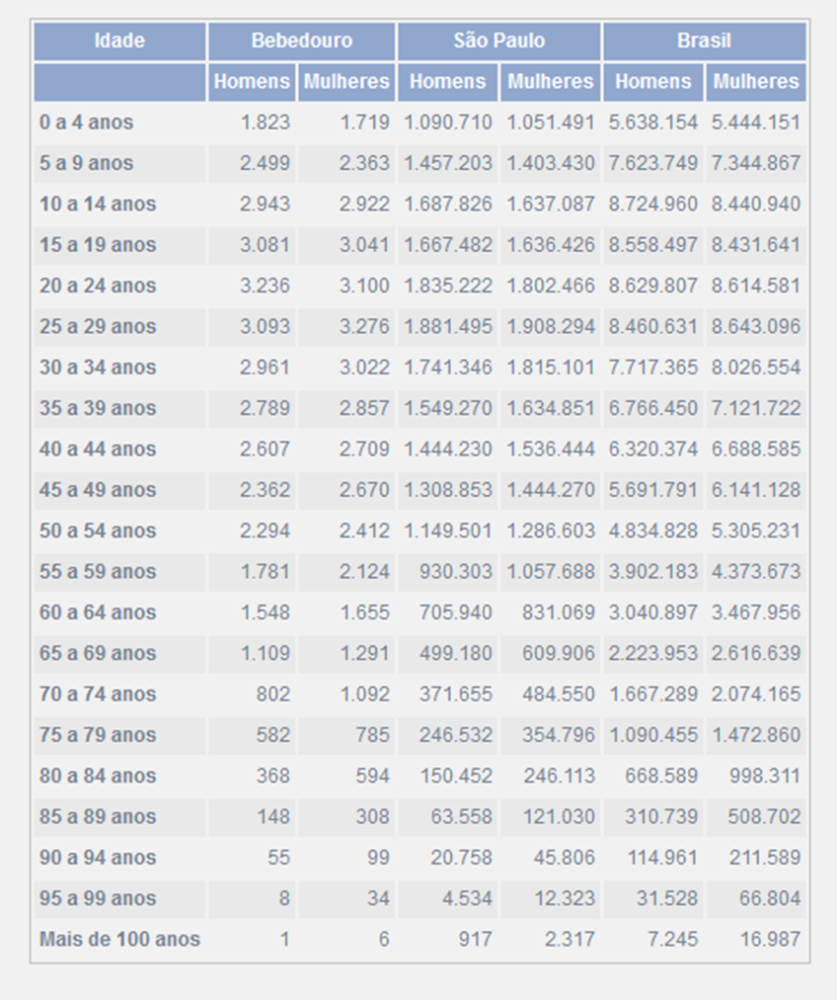 Idade Bebedouro São Paulo Brasil
Homens Mulheres Homens Mulheres Homens Mulheres
0 a 4 anos 1.823 1.719 1.090.710 1.051.491 5.638.154 5.444.151
5 a 9 anos 2.499 2.363 1.457.203 1.403.430 7.623.749 7.344.867
10 a 14 anos 2.943 2.922 1.687.826 1.637.087 8.724.960 8.440.940
15 a 19 anos 3.081 3.041 1.667.482 1.636.426 8.558.497 8.431.641
20 a 24 anos 3.236 3.100 1.835.222 1.802.466 8.629.807 8.614.581
25 a 29 anos 3.093 3.276 1.881.495 1.908.294 8.460.631 8.643.096
30 a 34 anos 2.961 3.022 1.741.346 1.815.101 7.717.365 8.026.554
35 a 39 anos 2.789 2.857 1.549.270 1.634.851 6.766.450 7.121.722
40 a 44 anos 2.607 2.709 1.444.230 1.536.444 6.320.374 6.688.585
45 a 49 anos 2.362 2.670 1.308.853 1.444.270 5.691.791 6.141.128
50 a 54 anos 2.294 2.412 1.149.501 1.286.603 4.834.828 5.305.231
55 a 59 anos 1.781 2.124 930.303 1.057.688 3.902.183 4.373.673
60 a 64 anos 1.548 1.655 705.940 831.069 3.040.897 3.467.956
65 a 69 anos 1.109 1.291 499.180 609.906 2.223.953 2.616.639
70 a 74 anos 802 1.092 371.655 484.550 1.667.289 2.074.165
75 a 79 anos 582 785 246.532 354.796 1.090.455 1.472.860
80 a 84 anos 368 594 150.452 246.113 668.589 998.311
85 a 89 anos 148 308 63.558 121.030 310.739 508.702
90 a 94 anos 55 99 20.758 45.806 114.961 211.589
95 a 99 anos 8 34 4.534 12.323 31.528 66.804
Mais de 100 anos 1 6 917 2.317 7.245 16.987